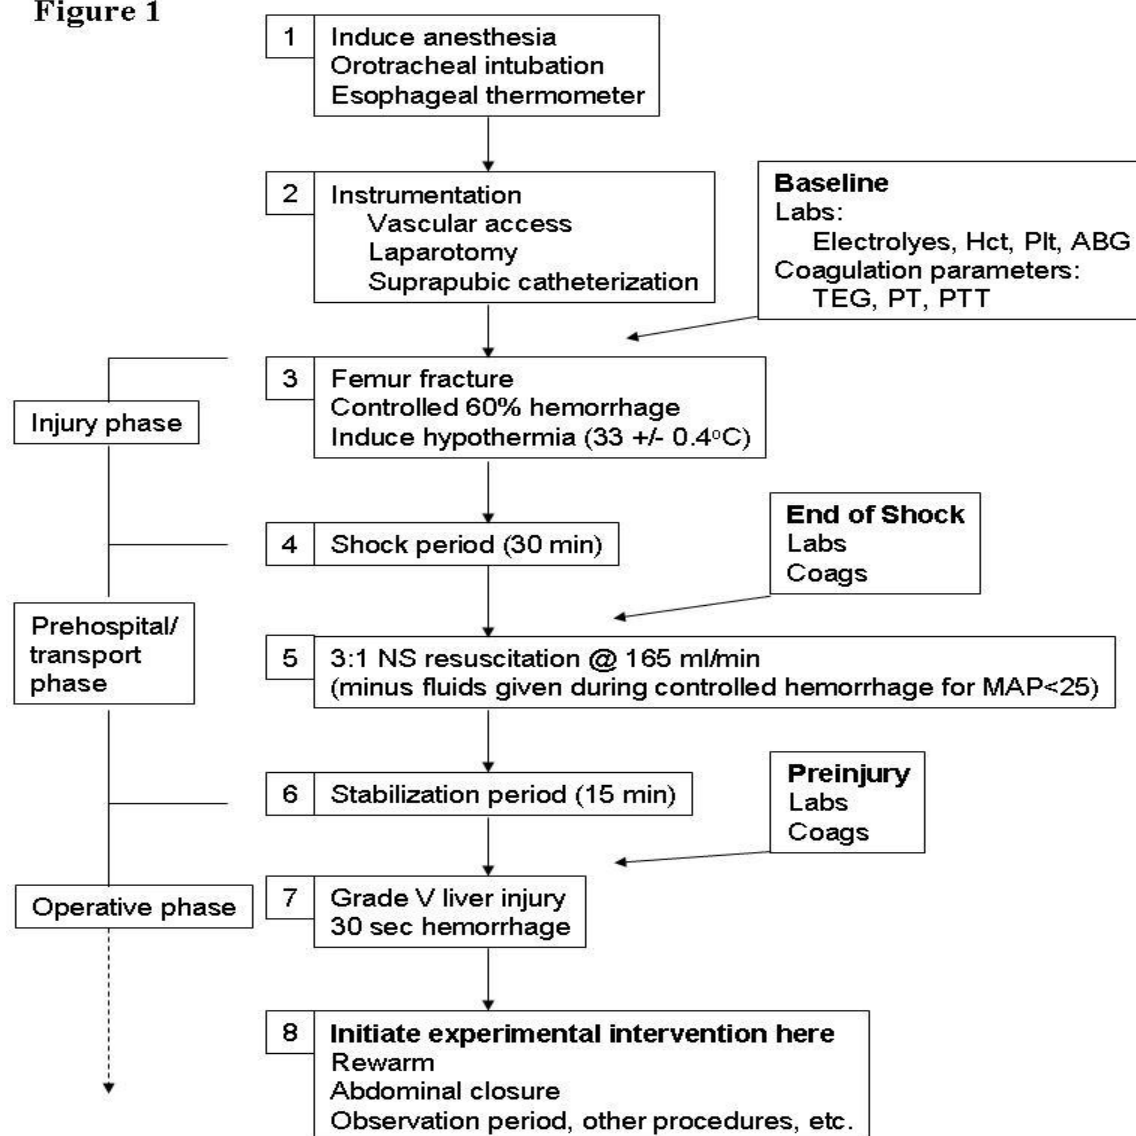 Figure 1
1
Induce anesthesia
Orotracheal intubation
Esophageal thermometer
2
Instrumentation
Vascular access
Laparotomy
Suprapubic catheterization
Baseline
Labs:
Electrolyes, Hct, Plt, ABG
Coagulation parameters:
TEG, PT, PTT
Injury phase
3
Femur fracture
Controlled 60% hemorrhage
Induce hypothermia (33 +/- 0.4ºC)
4
Shock period (30 min)
End of Shock
Labs
Coags
Prehospital/
transport
phase
5
3:1 NS resuscitation @ 165 ml/min
(minus fluids given during controlled hemorrhage for MAP<25)
6
Stabilization period (15 min)
Preinjury
Labs
Coags
Operative phase
7
Grade V liver injury
30 sec hemorrhage
8
Initiate experimental intervention here
Rewarm
Abdominal closure
Observation period, other procedures, etc.